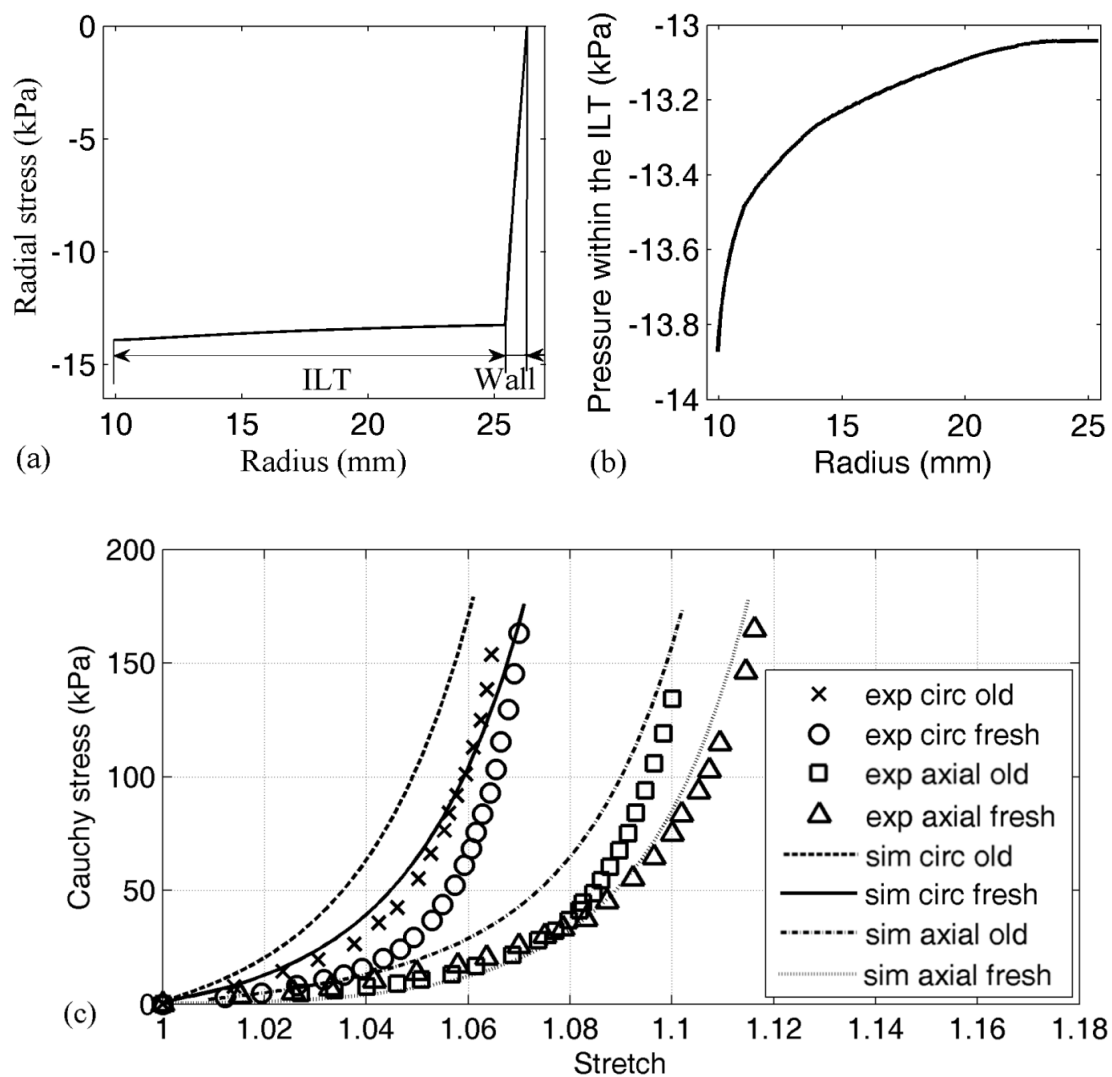 0
-5
-10
-15
Radial stress (kPa)
ILT
Wall
10
15
20
25
(a)
Radius (mm)
-13
-13.2
-13.4
-13.6
-13.8
-14
Pressure within the ILT (kPa)
10
15
20
25
(b)
Radius (mm)
200
150
100
50
0
Cauchy stress (kPa)
(c)
exp circ old
exp circ fresh
exp axial old
exp axial fresh
sim circ old
sim circ fresh
sim axial old
sim axial fresh
1
1.02
1.04
1.06
1.08
1.1
1.12
1.14
1.16
1.18
Stretch